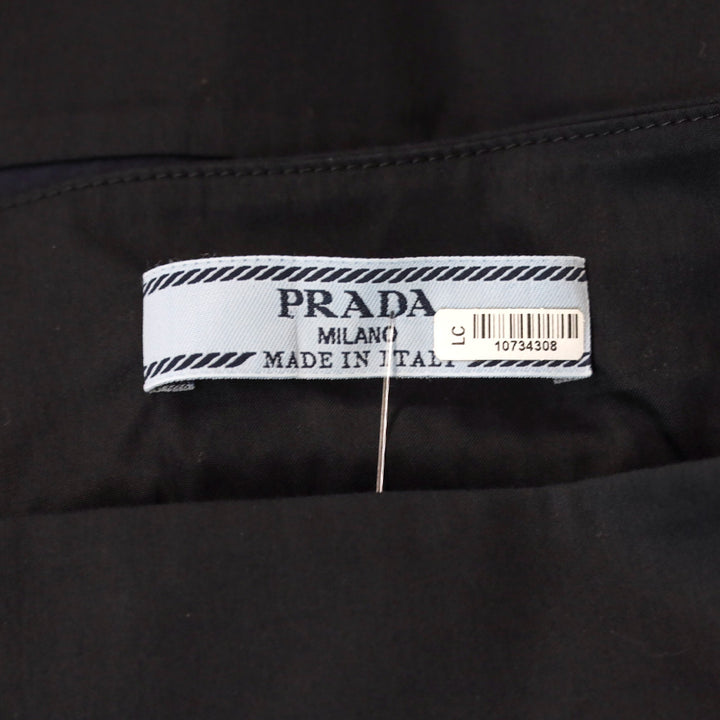 PRADA
MILANO
MADE IN ITALY
LC
10734308